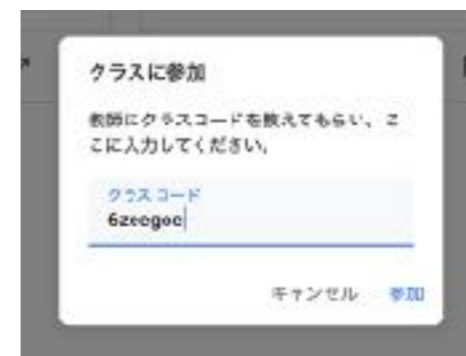 クラスに参加
教師にクラスコードを教えてもらい、こ
こに入力してください。
クラスコード
キャンセル 参加